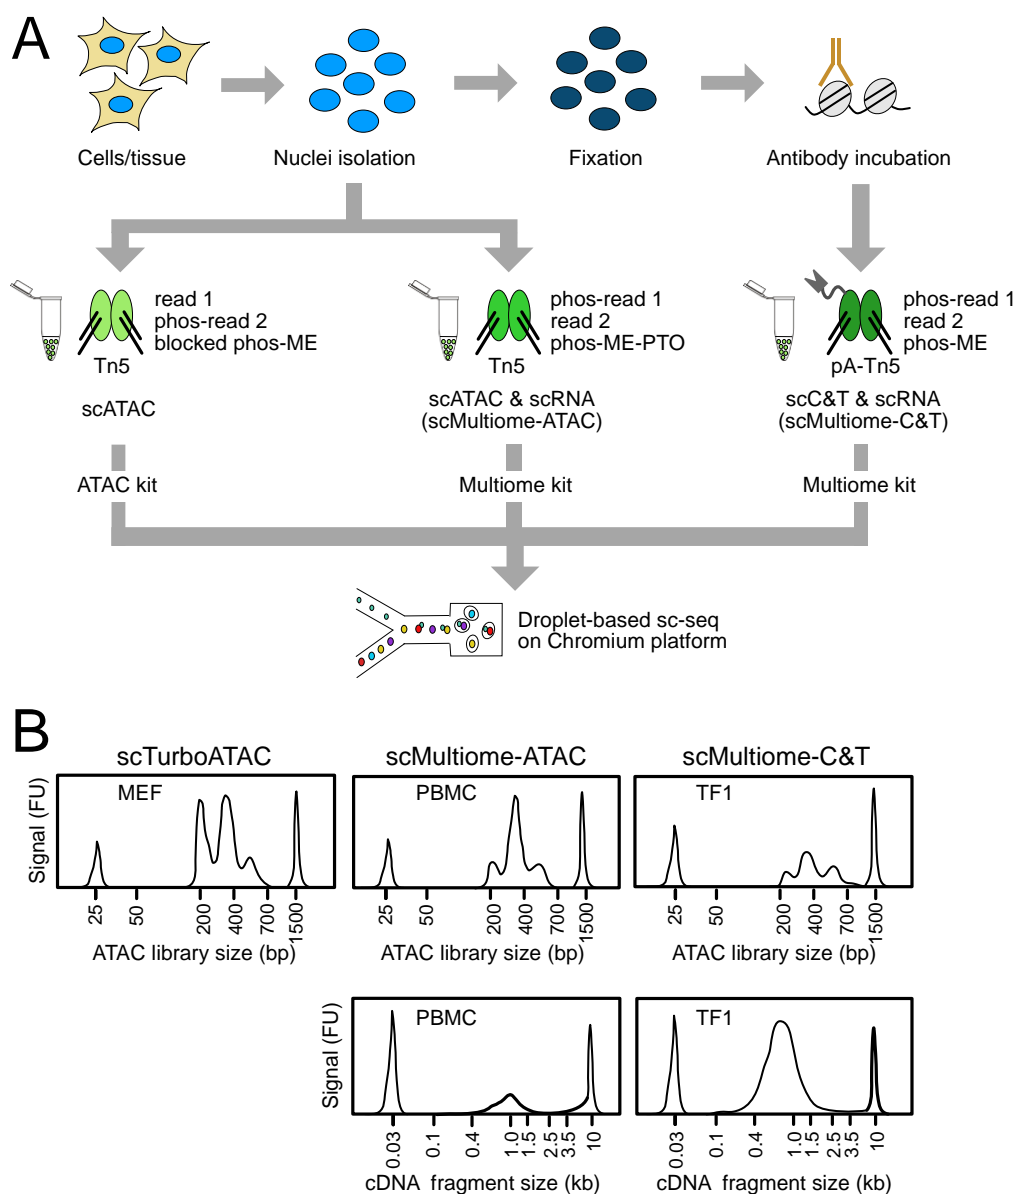 A
Cells/tissue
Nuclei isolation
Fixation
Antibody incubation
read 1
phos-read 2
blocked phos-ME
Tn5
scATAC
phos-read 1
read 2
phos-ME-PTO
Tn5
scATAC & scRNA
(scMultiome-ATAC)
phos-read 1
read 2
phos-ME
pA-Tn5
scC&T & scRNA
(scMultiome-C&T)
ATAC kit
Multiome kit
Multiome kit
Droplet-based sc-seq
on Chromium platform
B
scTurboATAC
MEF
Signal (FU)
25 50 200 400 700 1500
ATAC library size (bp)
scMultiome-ATAC
PBMC
25 50 200 400 700 1500
ATAC library size (bp)
scMultiome-C&T
TF1
25 50 200 400 700 1500
ATAC library size (bp)
PBMC
Signal (FU)
0.03 0.1 0.4 1.0 1.5 2.5 3.5 10
cDNA fragment size (kb)
TF1
0.03 0.1 0.4 1.0 1.5 2.5 3.5 10
cDNA fragment size (kb)